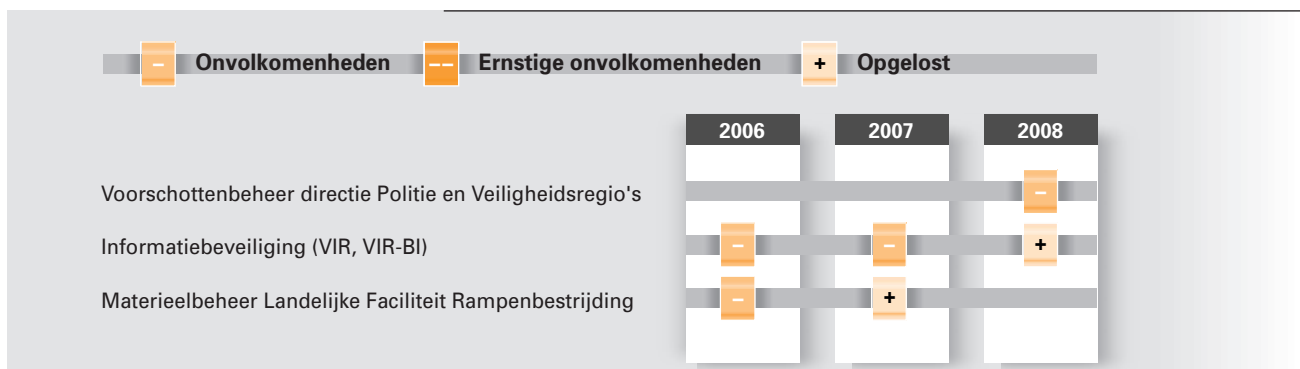 – Onvolkomenheden –– Ernstige onvolkomenheden + Opgelost
2006 2007 2008
Voorschottenbeheer directie Politie en Veiligheidsregio's –
Informatiebeveiliging (VIR, VIR-BI) – – +
Materieelbeheer Landelijke Faciliteit Rampenbestrijding – +